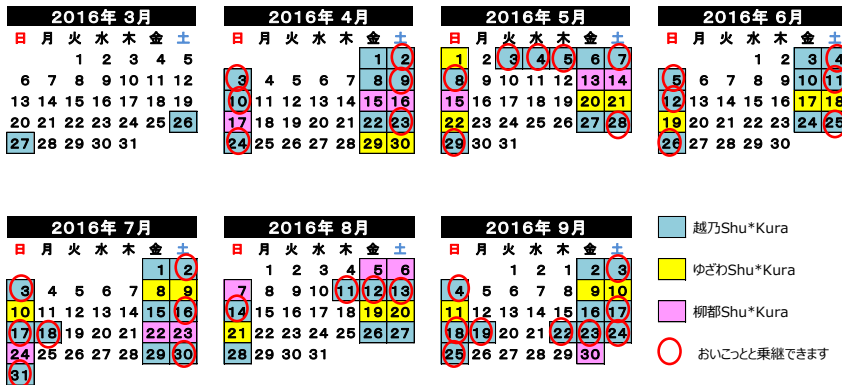 2016年 3月
日 月 火 水 木 金 土
1 2 3 4 5
6 7 8 9 10 11 12
13 14 15 16 17 18 19
20 21 22 23 24 25 26
27 28 29 30 31
2016年 4月
日 月 火 水 木 金 土
1 2
3 4 5 6 7 8 9
10 11 12 13 14 15 16
17 18 19 20 21 22 23
24 25 26 27 28 29 30
2016年 5月
日 月 火 水 木 金 土
1 2 3 4 5 6 7
8 9 10 11 12 13 14
15 16 17 18 19 20 21
22 23 24 25 26 27 28
29 30 31
2016年 6月
日 月 火 水 木 金 土
1 2 3 4
5 6 7 8 9 10 11
12 13 14 15 16 17 18
19 20 21 22 23 24 25
26 27 28 29 30
2016年 7月
日 月 火 水 木 金 土
1 2
3 4 5 6 7 8 9
10 11 12 13 14 15 16
17 18 19 20 21 22 23
24 25 26 27 28 29 30
31
2016年 8月
日 月 火 水 木 金 土
1 2 3 4 5 6
7 8 9 10 11 12 13
14 15 16 17 18 19 20
21 22 23 24 25 26 27
28 29 30 31
2016年 9月
日 月 火 水 木 金 土
1 2 1 2 3
4 5 6 7 8 9 10
11 12 13 14 15 16 17
18 19 20 21 22 23 24
25 26 27 28 29 30
越乃Shu*Kura
ゆざわShu*Kura
柳都Shu*Kura
おいこっとと乗継できます